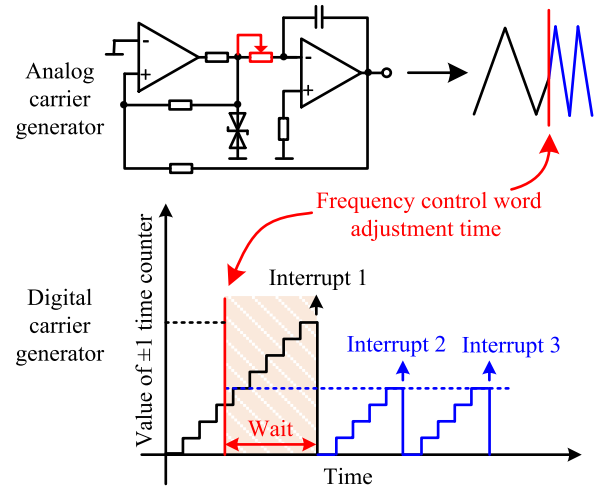 Analog
carrier
generator
-
+
-
+
Frequency control word
adjustment time
Digital
carrier
generator
Value of ±1 time counter
Interrupt 1
Interrupt 2
Interrupt 3
Wait
Time